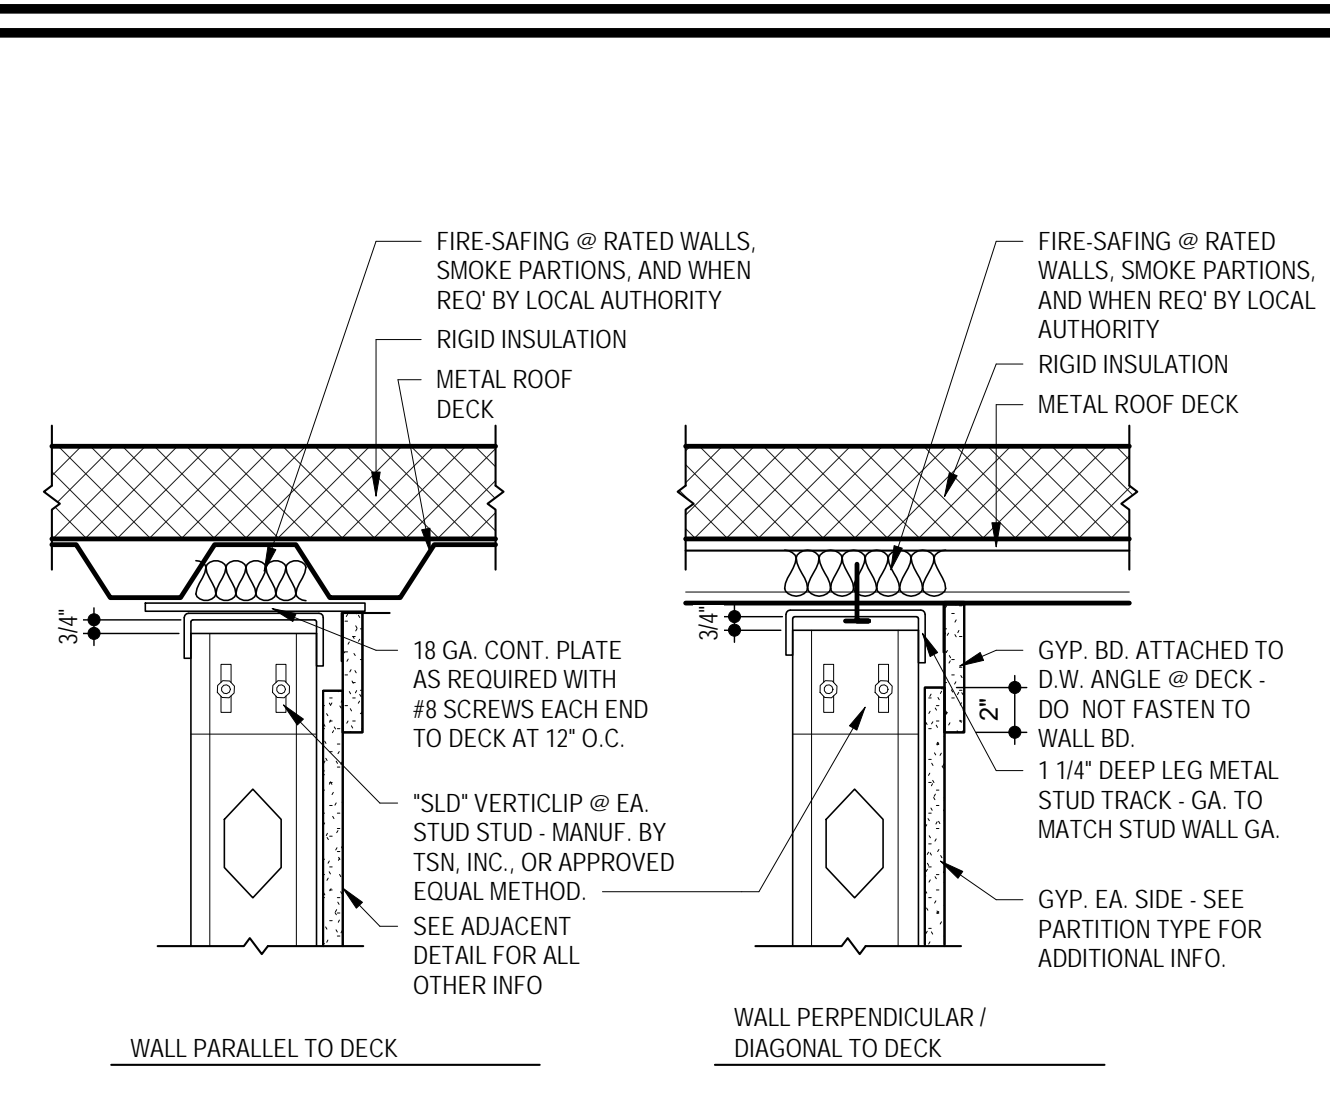 FIRE-SAFING @ RATED WALLS,
SMOKE PARTIONS, AND WHEN
REQ' BY LOCAL AUTHORITY
RIGID INSULATION
METAL ROOF
DECK
3/4"
18 GA. CONT. PLATE
AS REQUIRED WITH
#8 SCREWS EACH END
TO DECK AT 12" O.C.
"SLD" VERTICLIP @ EA.
STUD STUD - MANUF. BY
TSN, INC., OR APPROVED
EQUAL METHOD.
SEE ADJACENT
DETAIL FOR ALL
OTHER INFO
WALL PARALLEL TO DECK
FIRE-SAFING @ RATED
WALLS, SMOKE PARTIONS,
AND WHEN REQ' BY LOCAL
AUTHORITY
RIGID INSULATION
METAL ROOF DECK
3/4"
GYP. BD. ATTACHED TO
D.W. ANGLE @ DECK -
DO NOT FASTEN TO
WALL BD.
2"
1 1/4" DEEP LEG METAL
STUD TRACK - GA. TO
MATCH STUD WALL GA.
GYP. EA. SIDE - SEE
PARTITION TYPE FOR
ADDITIONAL INFO.
WALL PERPENDICULAR /
DIAGONAL TO DECK